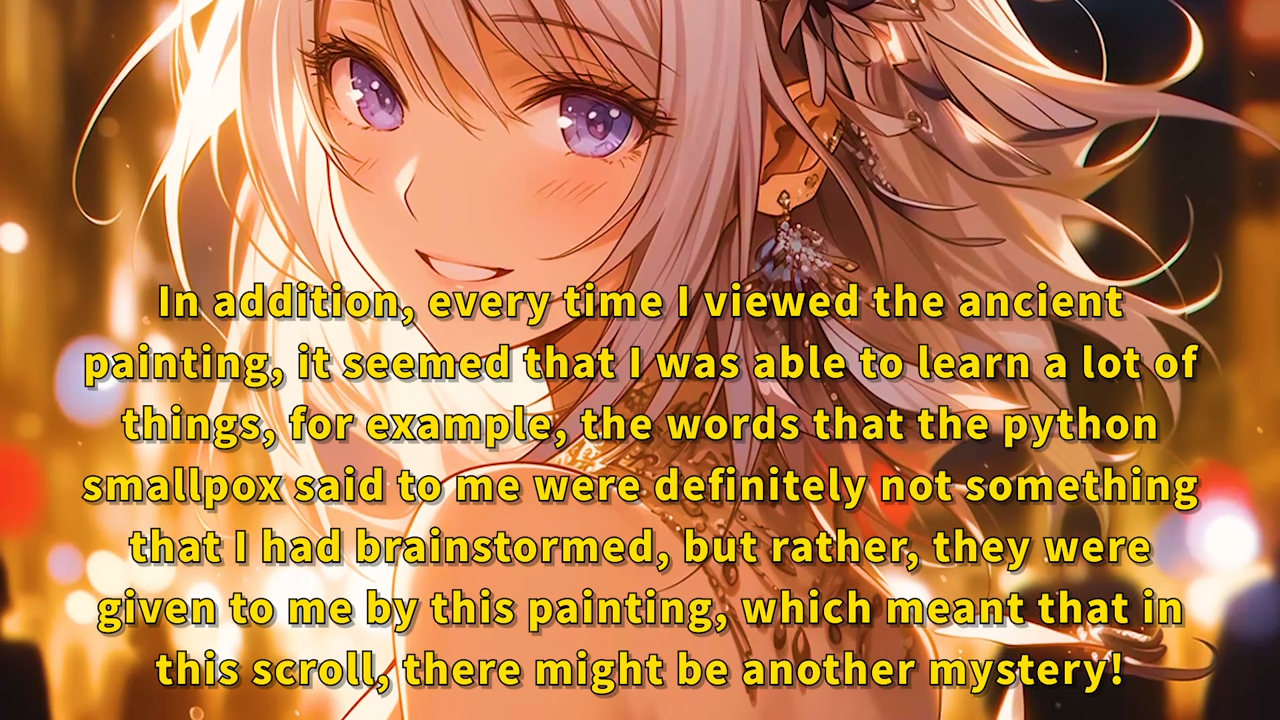 In addition, every time I viewed the ancient
painting, it seemed that I was able to learn a lot of
things, for example, the words that the python
smallpox said to me were definitely not something
that I had brainstormed, but rather, they were
given to me by this painting, which meant that in
this scroll, there might be another mystery!